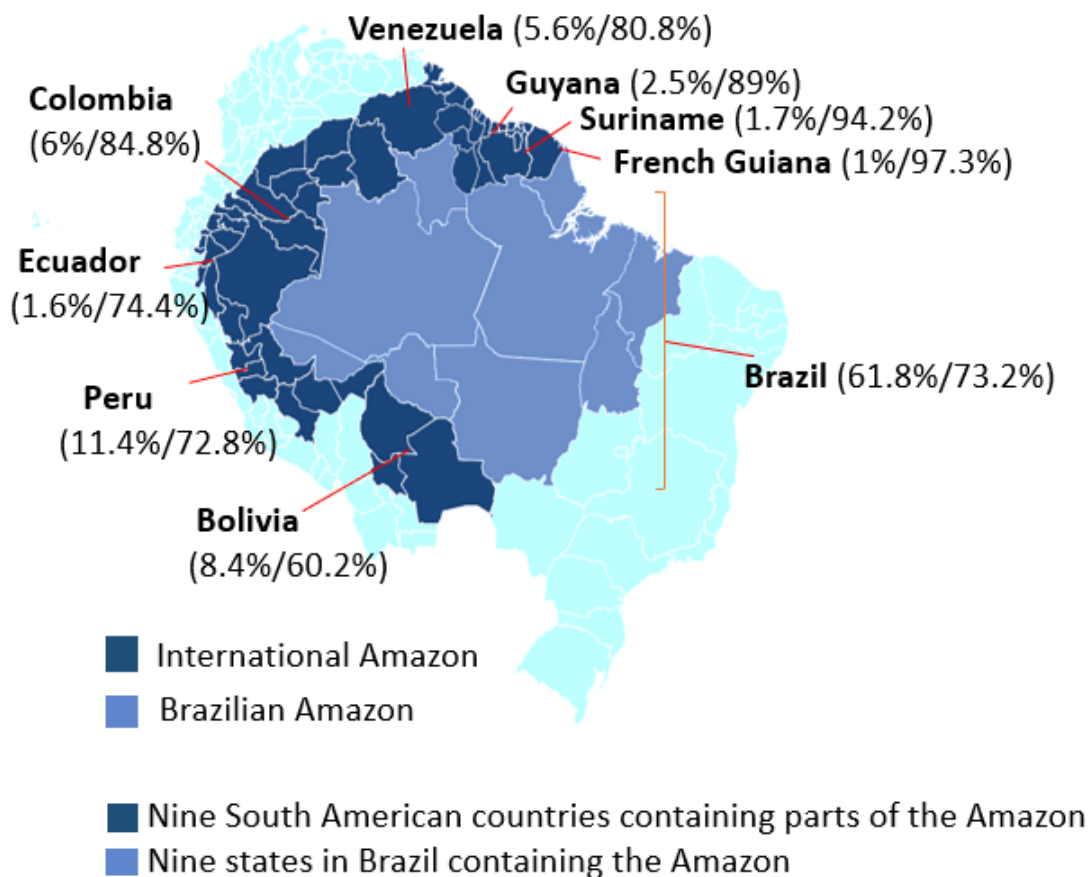 Venezuela (5.6%/80.8%)
Guyana (2.5%/89%)
Colombia
(6%/84.8%)
Suriname (1.7%/94.2%)
French Guiana (1%/97.3%)
Ecuador
(1.6%/74.4%)
Brazil (61.8%/73.2%)
Peru
(11.4%/72.8%)
Bolivia
(8.4%/60.2%)
International Amazon
Brazilian Amazon
Nine South American countries containing parts of the Amazon
Nine states in Brazil containing the Amazon